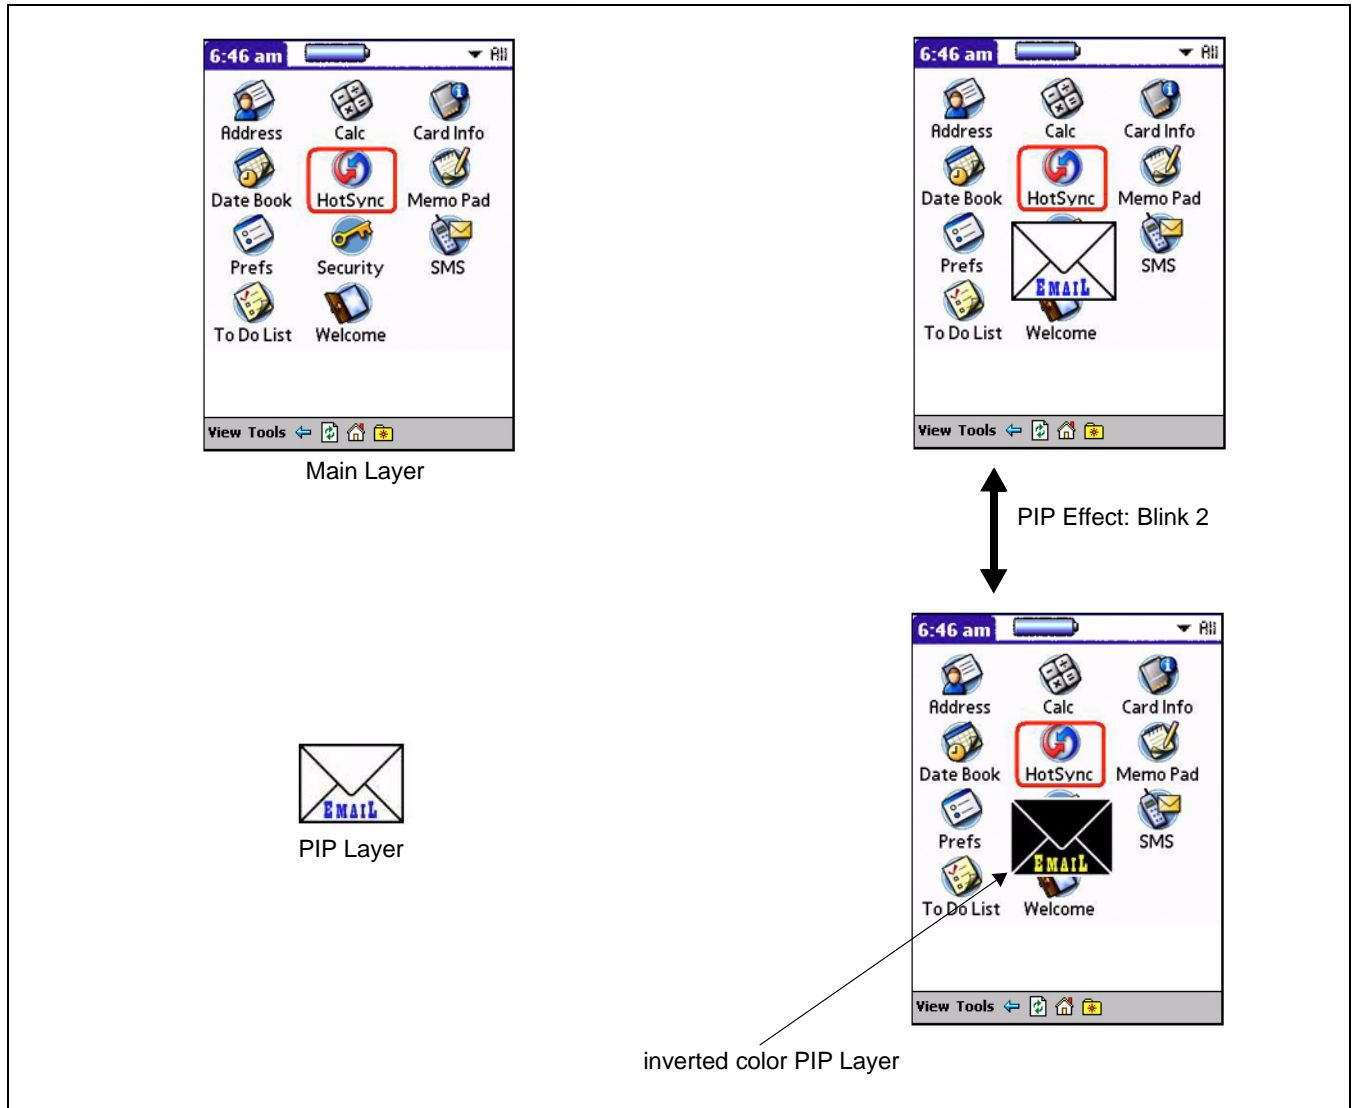 6:46 am All
Address Calc Card Info
Date Book HotSync Memo Pad
Prefs Security SMS
To Do List Welcome
View Tools
Main Layer
EMAIL
PIP Layer
6:46 am All
Address Calc Card Info
Date Book HotSync Memo Pad
Prefs SMS
EMAIL
To Do List Welcome
View Tools
PIP Effect: Blink 2
6:46 am All
Address Calc Card Info
Date Book HotSync Memo Pad
Prefs SMS
EMAIL
To Do List Welcome
View Tools
inverted color PIP Layer